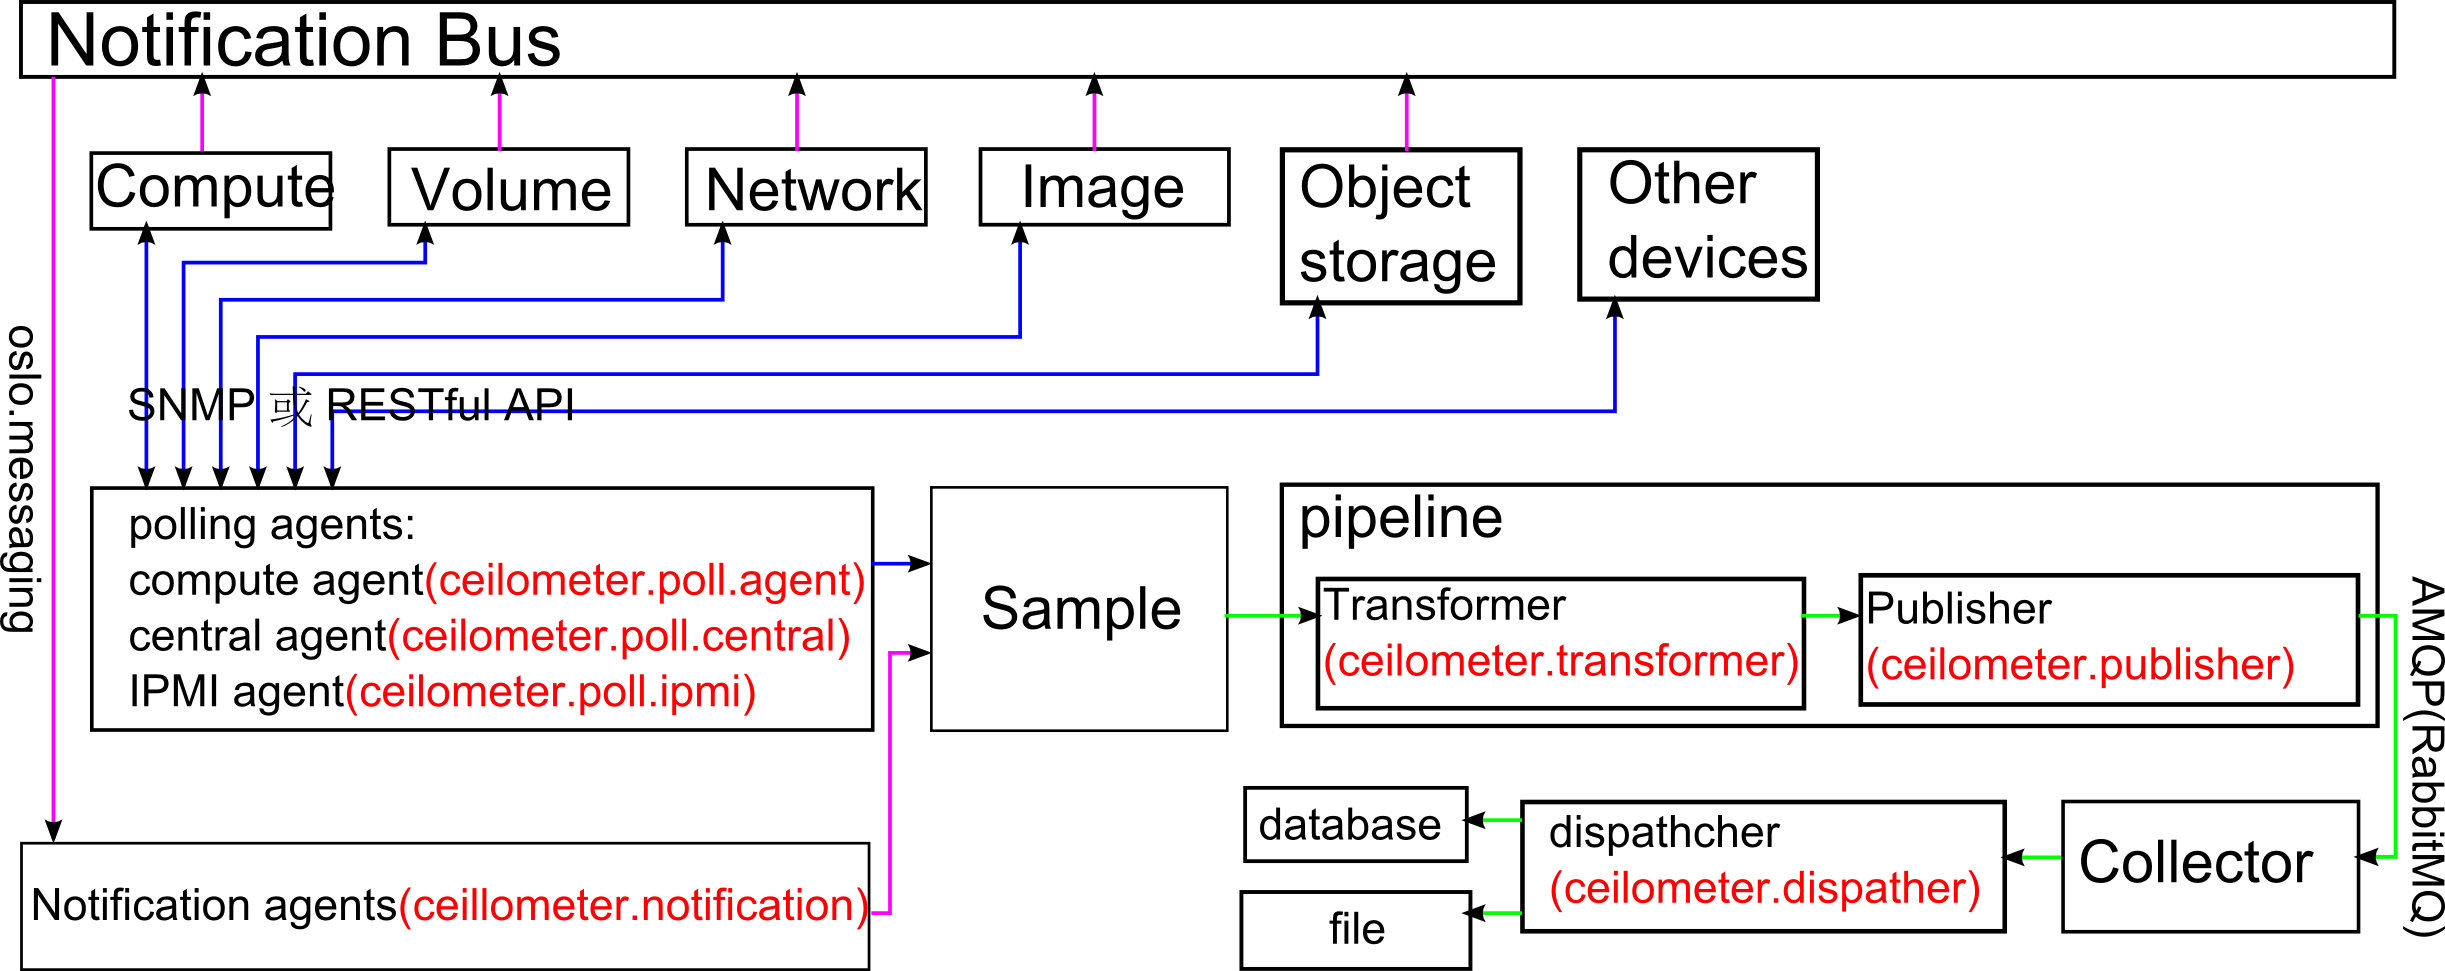 Notification Bus
Compute
Volume
Network
Image
Object
storage
Other
devices
oslo.messaging
SNMP 或 RESTful API
polling agents:
compute agent(ceilometer.poll.agent)
central agent(ceilometer.poll.central)
IPMI agent(ceilometer.poll.ipmi)
Sample
pipeline
Transformer
(ceilometer.transformer)
Publisher
(ceilometer.publisher)
AMQP(RabbitMQ)
Notification agents(ceillometer.notification)
database
file
dispathcher
(ceilometer.dispather)
Collector